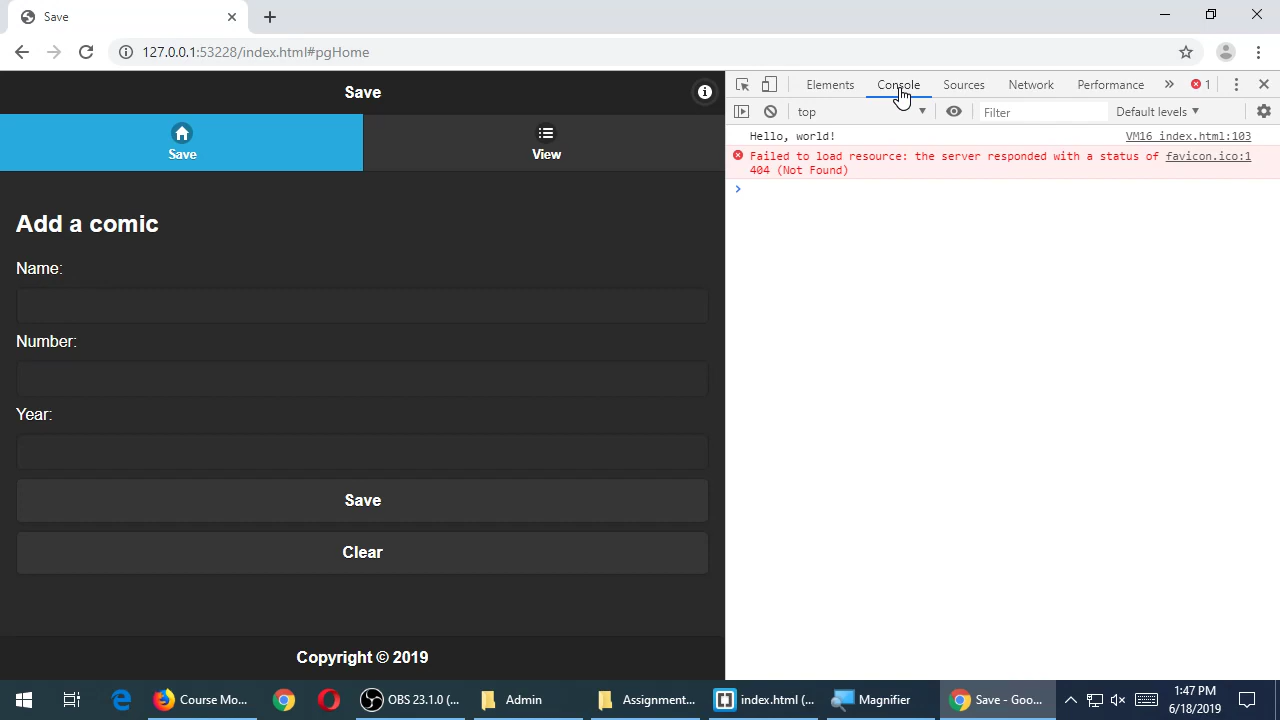 Save
127.0.0.1:53228/index.html#pgHome
Save
Save
View
Add a comic
Name:
Number:
Year:
Save
Clear
Copyright © 2019
Elements Console Sources Network Performance » 1
top Filter Default levels
Hello, world! VM16 index.html:103
Failed to load resource: the server responded with a status of favicon.ico:1
404 (Not Found)
Course Mo... OBS 23.1.0 (... Admin Assignment... index.html (... Magnifier Save - Goo...
1:47 PM
6/18/2019